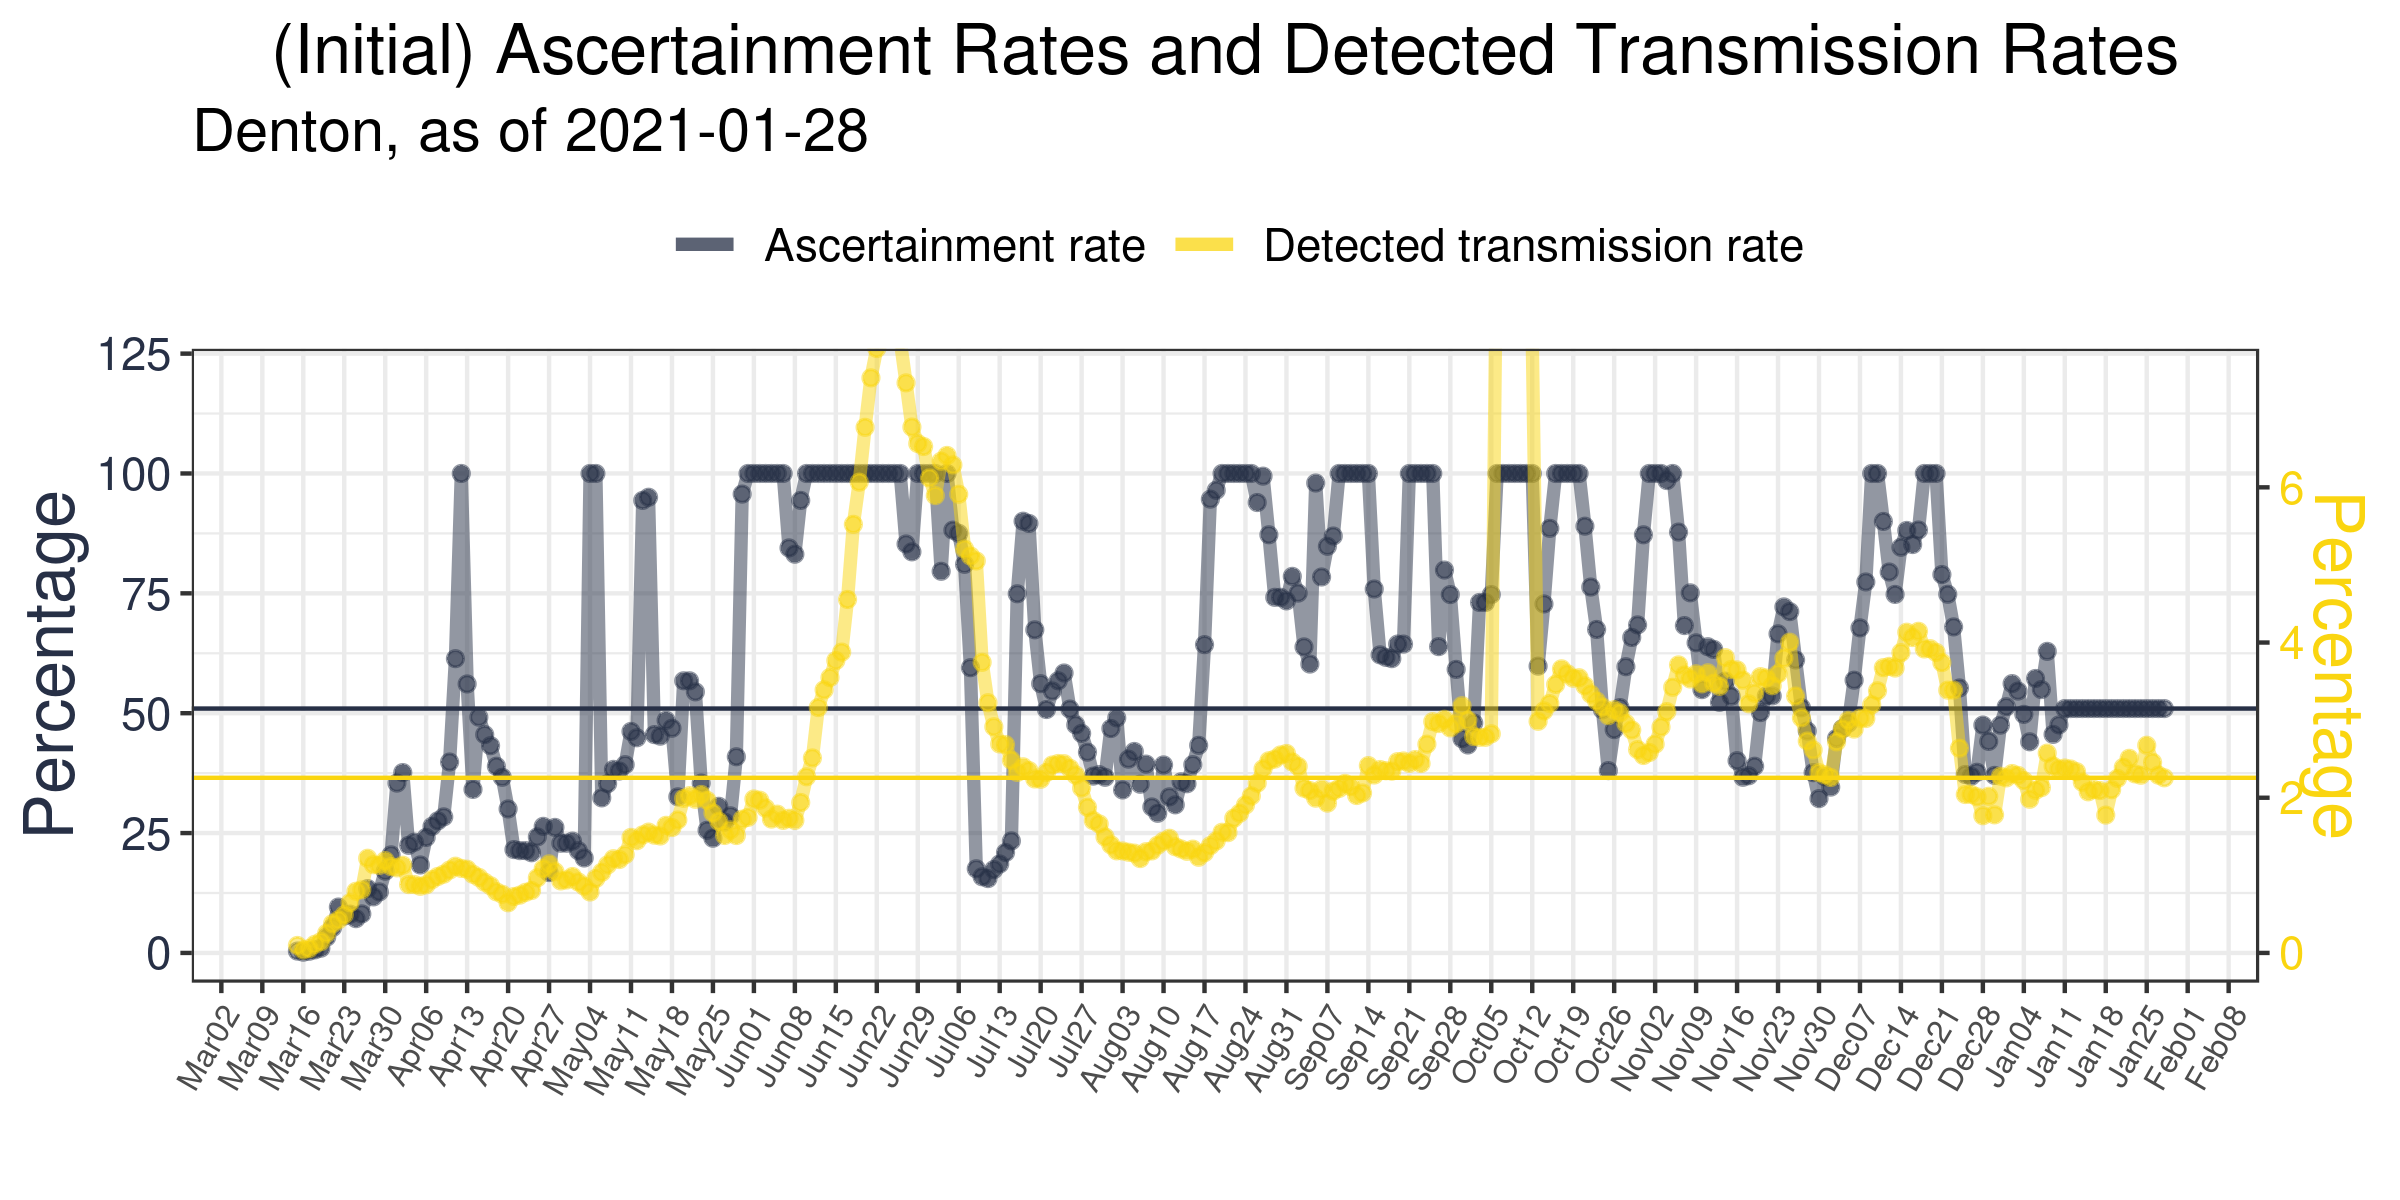 (Initial) Ascertainment Rates and Detected Transmission Rates
Denton, as of 2021-01-28
Ascertainment rate
Detected transmission rate
Percentage
125
100
75
50
25
0
6
4
2
0
Percentage
Mar02
Mar09
Mar16
Mar23
Mar30
Apr06
Apr13
Apr20
Apr27
May04
May11
May18
May25
Jun01
Jun08
Jun15
Jun22
Jun29
Jul06
Jul13
Jul20
Jul27
Aug03
Aug10
Aug17
Aug24
Aug31
Sep07
Sep14
Sep21
Sep28
Oct05
Oct12
Oct19
Oct26
Nov02
Nov09
Nov16
Nov23
Nov30
Dec07
Dec14
Dec21
Dec28
Jan04
Jan11
Jan18
Jan25
Feb01
Feb08